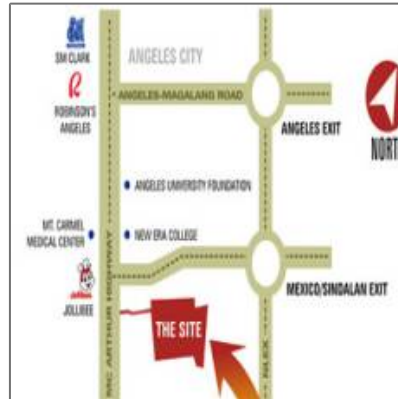 SM CLARK
ANGELES CITY
ROBINSON'S
ANGELES
ANGELES-MAGALANG ROAD
ANGELES EXIT
NORT
ANGELES UNIVERSITY FOUNDATION
MT. CARMEL
MEDICAL CENTER
NEW ERA COLLEGE
JOLLIBEE
MEXICO/SINDALAN EXIT
MC ARTHUR HIGHWAY
THE SITE
NLEX